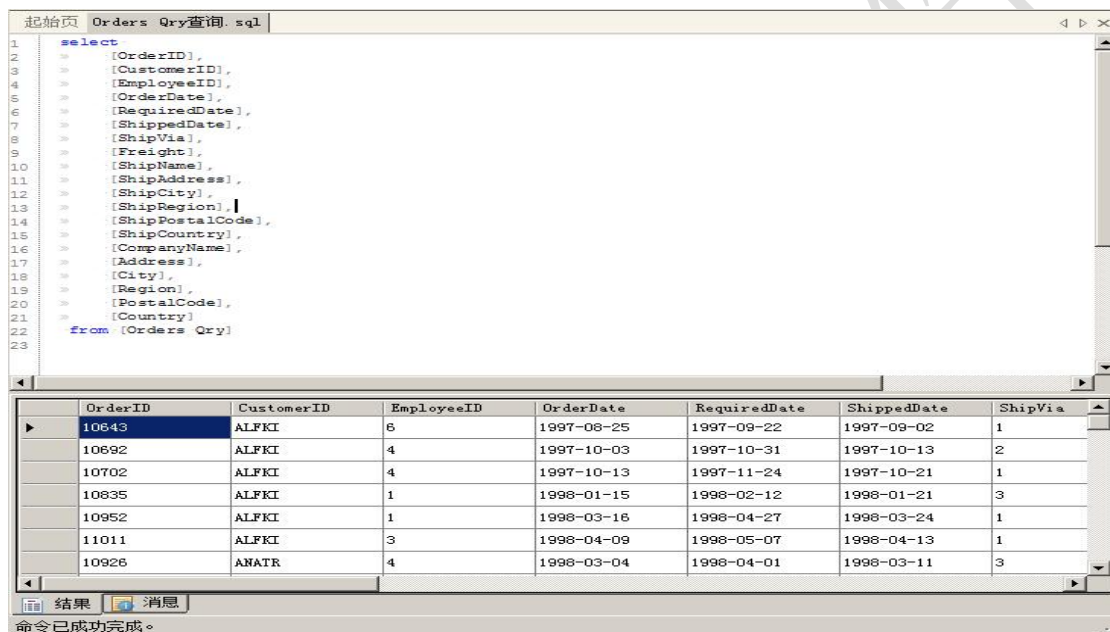 起始页 Orders Qry查询.sql
1 select
2 [OrderID],
3 [CustomerID],
4 [EmployeeID],
5 [OrderDate],
6 [RequiredDate],
7 [ShippedDate],
8 [ShipVia],
9 [Freight],
10 [ShipName],
11 [ShipAddress],
12 [ShipCity],
13 [ShipRegion],
14 [ShipPostalCode],
15 [ShipCountry],
16 [CompanyName],
17 [Address],
18 [City],
19 [Region],
20 [PostalCode],
21 [Country]
22 from [Orders Qry]
23
OrderID CustomerID EmployeeID OrderDate RequiredDate ShippedDate ShipVia
10643 ALFKI 6 1997-08-25 1997-09-22 1997-09-02 1
10692 ALFKI 4 1997-10-03 1997-10-31 1997-10-13 2
10702 ALFKI 4 1997-10-13 1997-11-24 1997-10-21 1
10835 ALFKI 1 1998-01-15 1998-02-12 1998-01-21 3
10952 ALFKI 1 1998-03-16 1998-04-27 1998-03-24 1
11011 ALFKI 3 1998-04-09 1998-05-07 1998-04-13 1
10926 ANATR 4 1998-03-04 1998-04-01 1998-03-11 3
结果 消息
命令已成功完成。